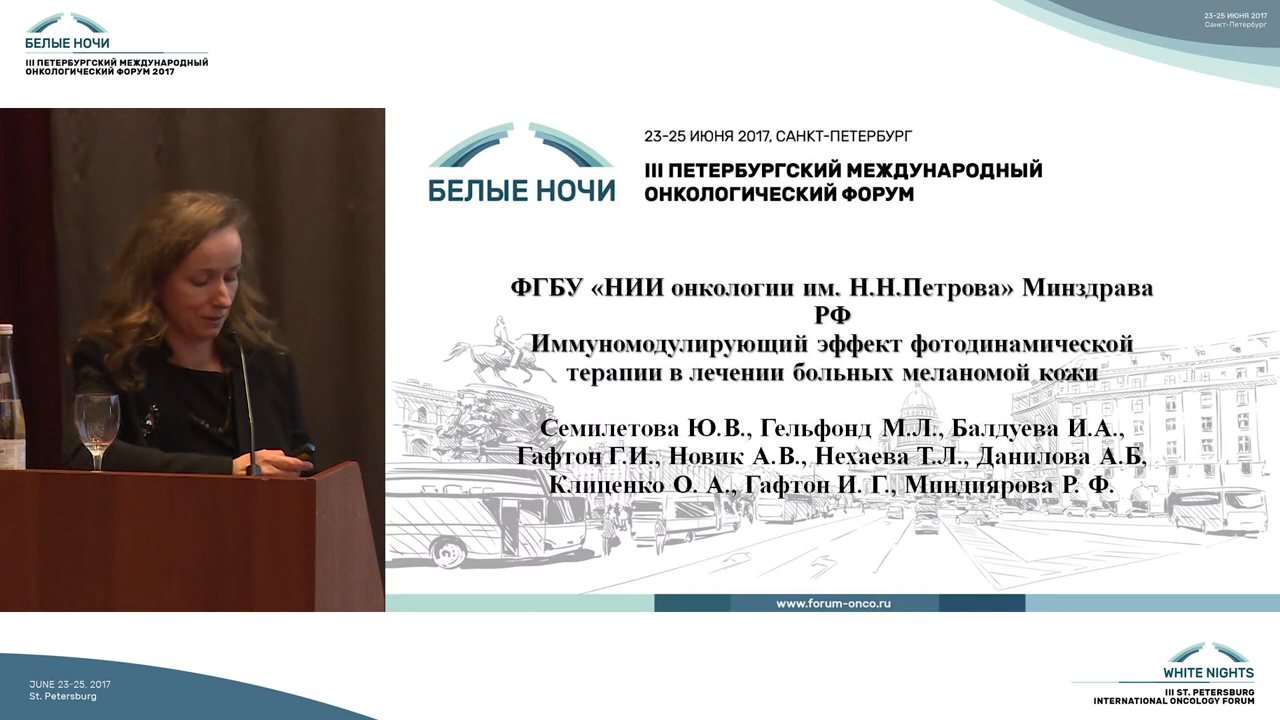 БЕЛЫЕ НОЧИ
III ПЕТЕРБУРГСКИЙ МЕЖДУНАРОДНЫЙ
ОНКОЛОГИЧЕСКИЙ ФОРУМ 2017
23-25 ИЮНЯ 2017
Санкт-Петербург
БЕЛЫЕ НОЧИ
23-25 ИЮНЯ 2017, САНКТ-ПЕТЕРБУРГ
III ПЕТЕРБУРГСКИЙ МЕЖДУНАРОДНЫЙ
ОНКОЛОГИЧЕСКИЙ ФОРУМ
ФГБУ «НИИ онкологии им. Н.Н.Петрова» Минздрава
РФ
Иммуномодулирующий эффект фотодинамической
терапии в лечении больных меланомой кожи
Семилетова Ю.В., Гельфонд М.Л., Балдуева И.А.,
Гафтон Г.И., Новик А.В., Нехаева Т.Л., Данилова А.Б,
Клименко О. А., Гафтон И. Г., Миндиярова Р. Ф.
www.forum-onco.ru
JUNE 23-25, 2017
St. Petersburg
WHITE NIGHTS
III ST. PETERSBURG
INTERNATIONAL ONCOLOGY FORUM